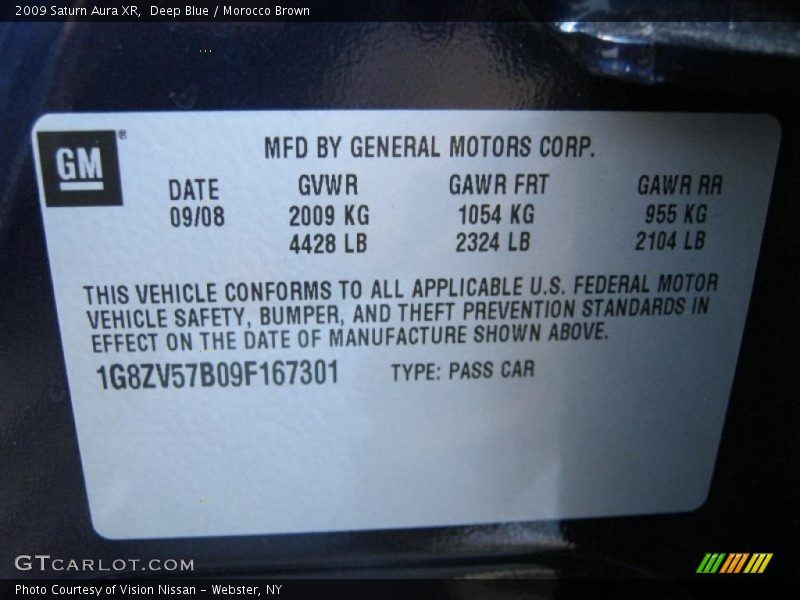 2009 Saturn Aura XR, Deep Blue / Morocco Brown
GM ®
MFD BY GENERAL MOTORS CORP.
DATE GVWR GAWR FRT GAWR RR
09/08 2009 KG 1054 KG 955 KG
4428 LB 2324 LB 2104 LB
THIS VEHICLE CONFORMS TO ALL APPLICABLE U.S. FEDERAL MOTOR
VEHICLE SAFETY, BUMPER, AND THEFT PREVENTION STANDARDS IN
EFFECT ON THE DATE OF MANUFACTURE SHOWN ABOVE.
1G8ZV57B09F167301 TYPE: PASS CAR
GTCARLOT.COM
Photo Courtesy of Vision Nissan - Webster, NY